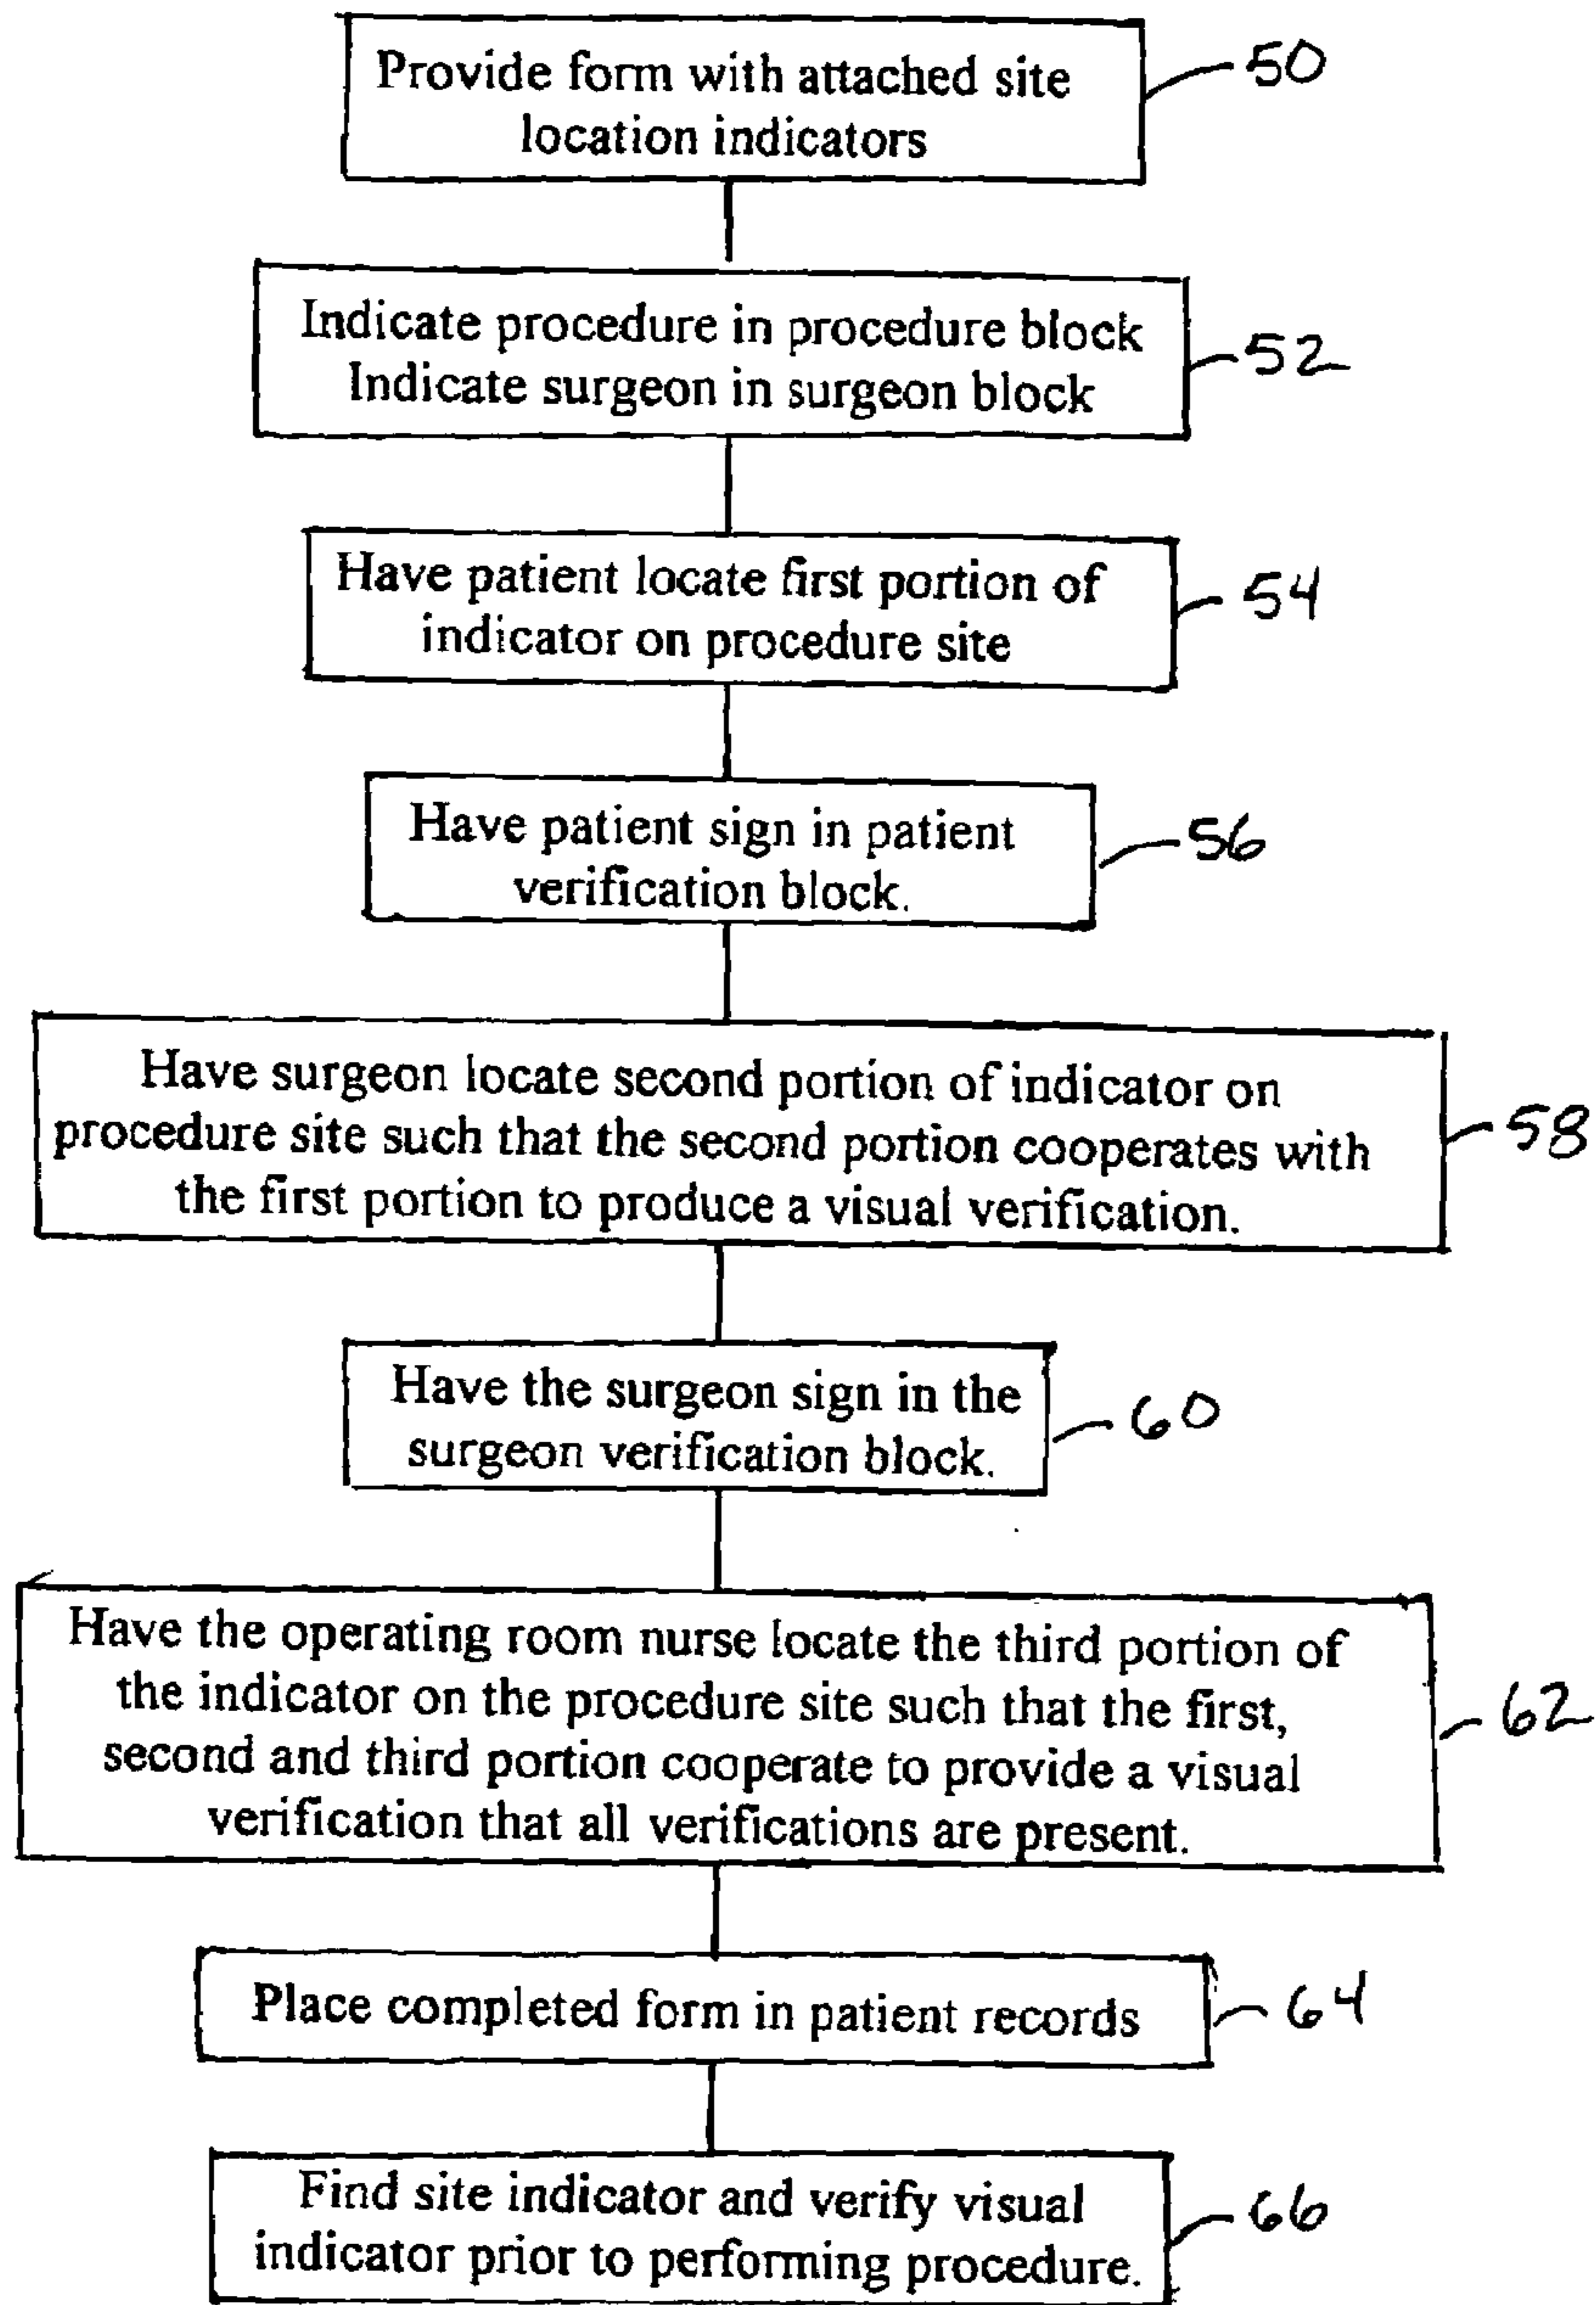 Provide form with attached site
location indicators
50
Indicate procedure in procedure block
Indicate surgeon in surgeon block
52
Have patient locate first portion of
indicator on procedure site
54
Have patient sign in patient
verification block.
56
Have surgeon locate second portion of indicator on
procedure site such that the second portion cooperates with
the first portion to produce a visual verification.
58
Have the surgeon sign in the
surgeon verification block.
60
Have the operating room nurse locate the third portion of
the indicator on the procedure site such that the first,
second and third portion cooperate to provide a visual
verification that all verifications are present.
62
Place completed form in patient records
64
Find site indicator and verify visual
indicator prior to performing procedure.
66